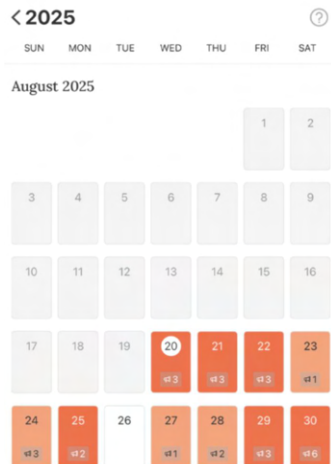 2025 ?
SUN MON TUE WED THU FRI SAT
August 2025
1 2
3 4 5 6 7 8 9
10 11 12 13 14 15 16
17 18 19 20 21 22 23
3 3 3 1
24 25 26 27 28 29 30
3 2 1 2 3 6